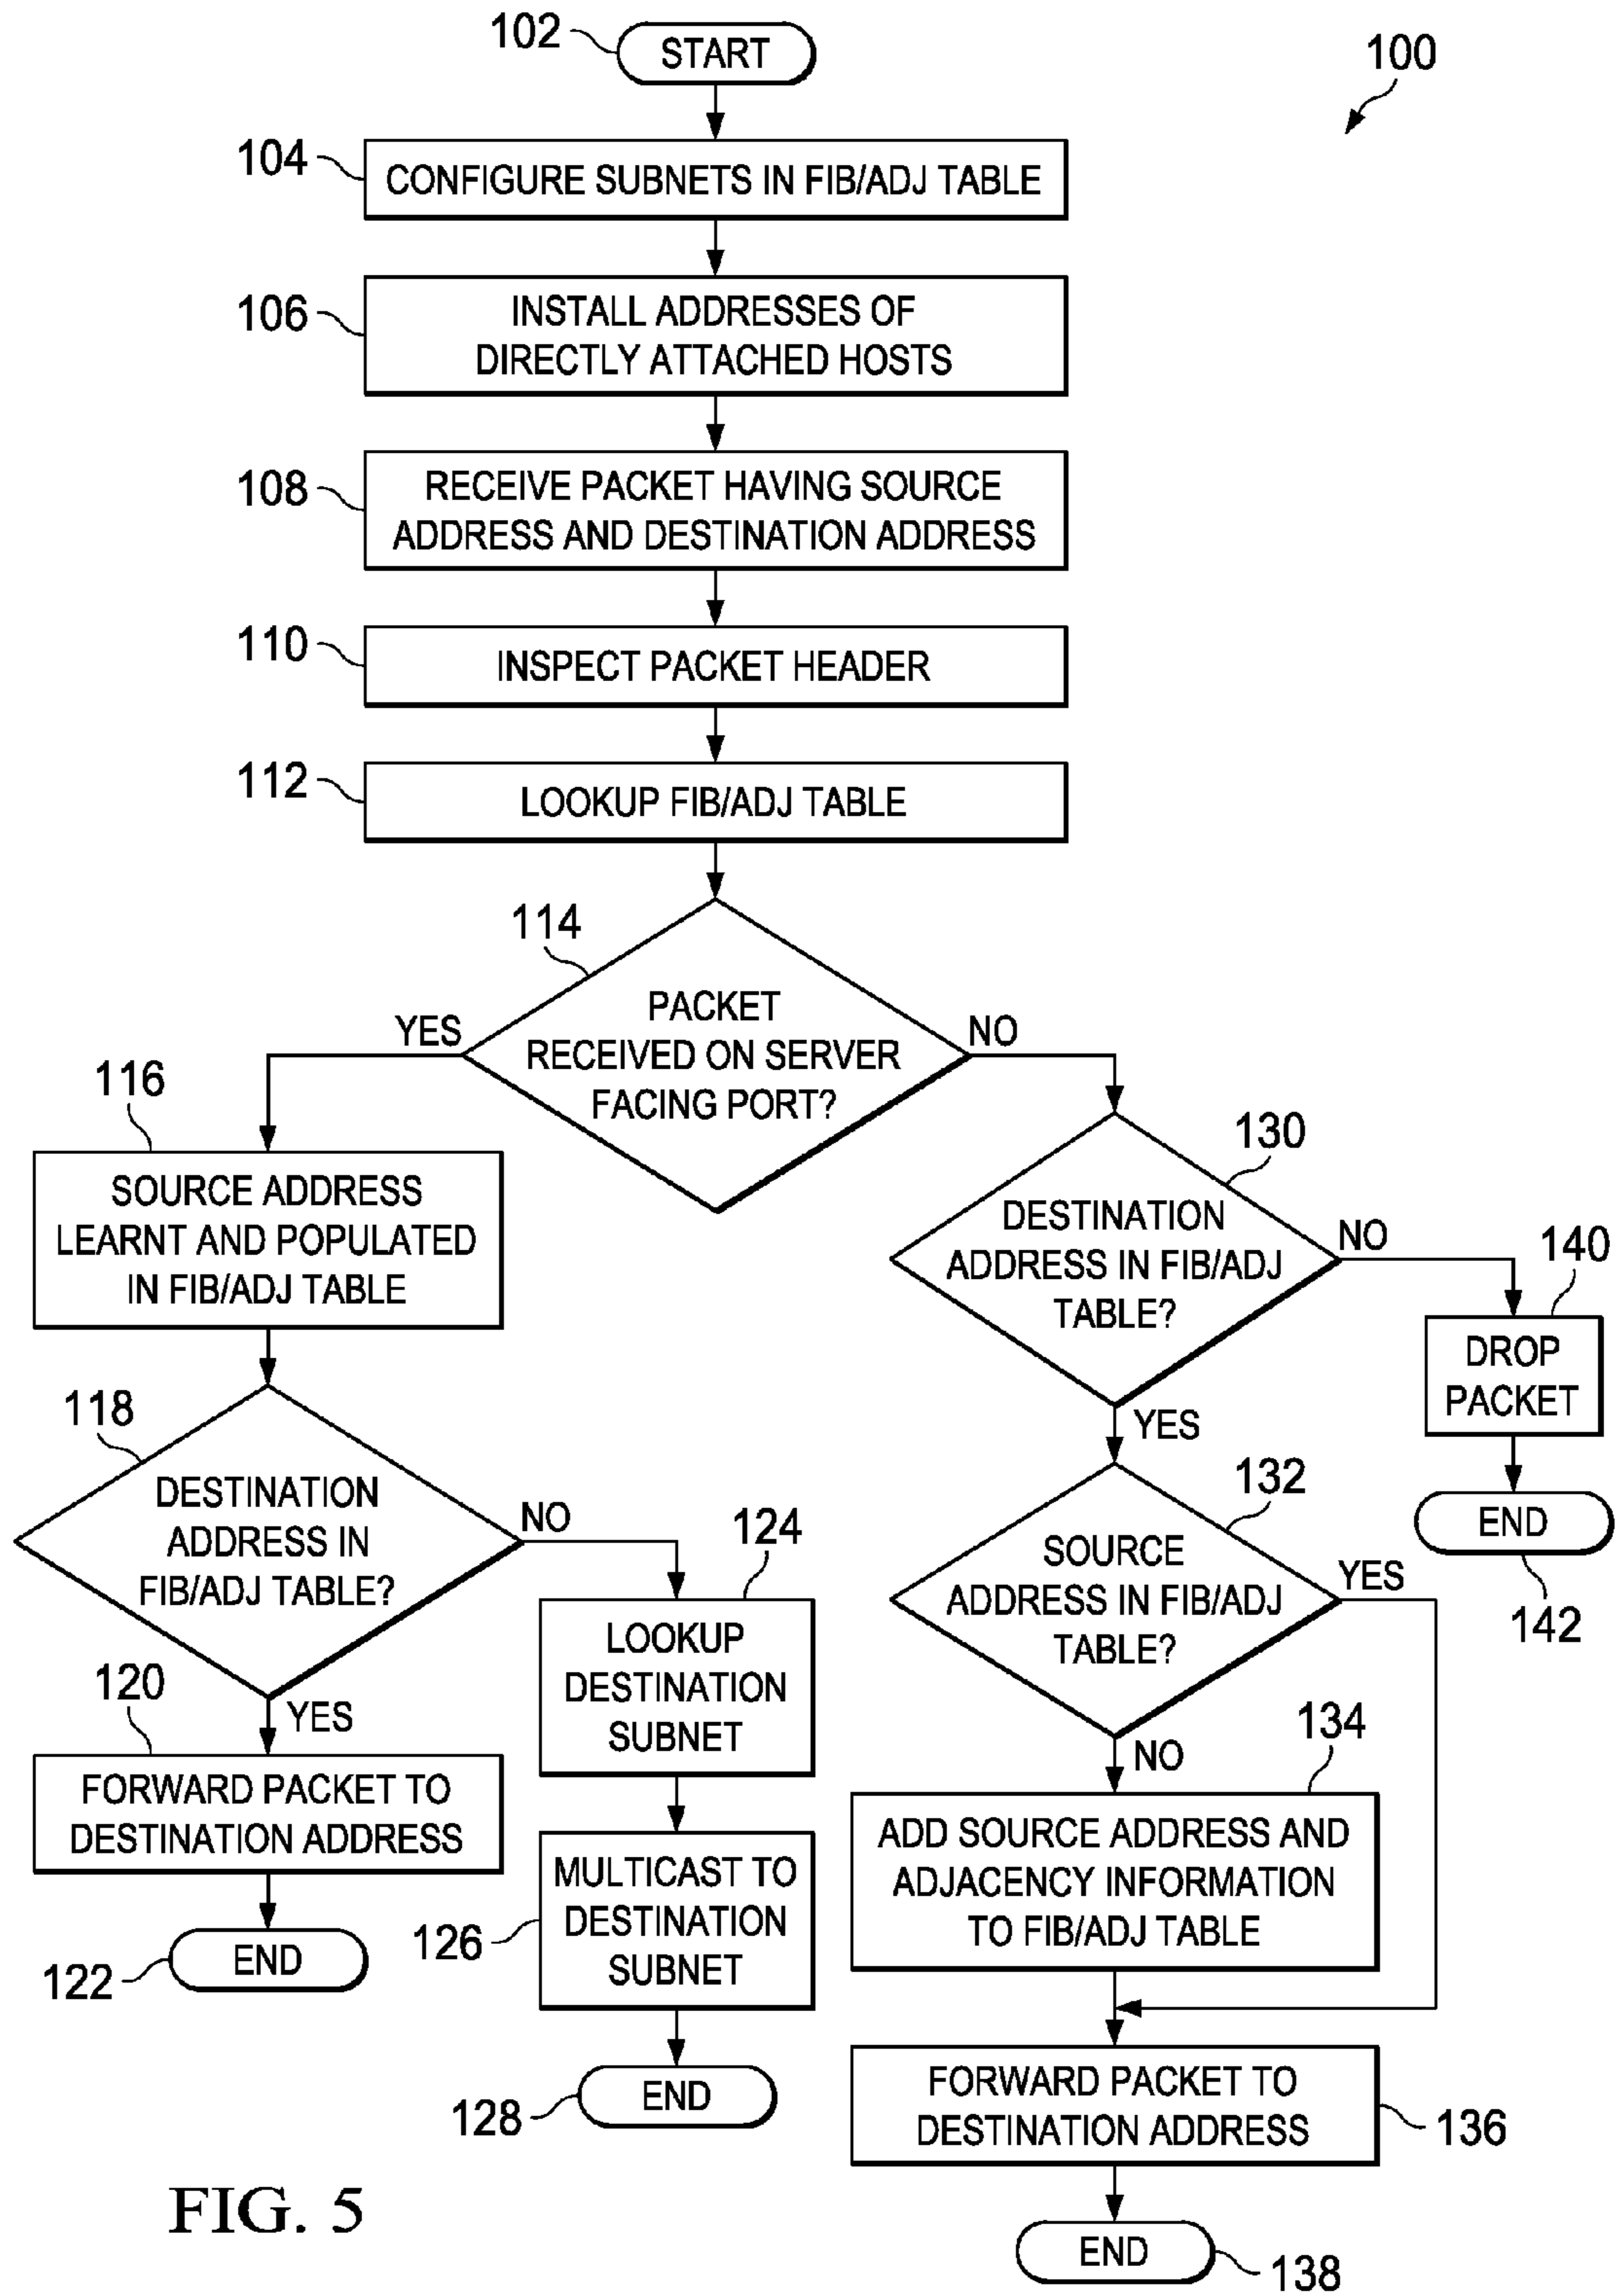 102
START
100
104
CONFIGURE SUBNETS IN FIB/ADJ TABLE
106
INSTALL ADDRESSES OF
DIRECTLY ATTACHED HOSTS
108
RECEIVE PACKET HAVING SOURCE
ADDRESS AND DESTINATION ADDRESS
110
INSPECT PACKET HEADER
112
LOOKUP FIB/ADJ TABLE
114
PACKET
RECEIVED ON SERVER
FACING PORT?
YES
NO
116
SOURCE ADDRESS
LEARNT AND POPULATED
IN FIB/ADJ TABLE
118
DESTINATION
ADDRESS IN
FIB/ADJ TABLE?
NO
YES
120
FORWARD PACKET TO
DESTINATION ADDRESS
END
122
124
LOOKUP
DESTINATION
SUBNET
MULTICAST TO
DESTINATION
SUBNET
126
END
128
130
DESTINATION
ADDRESS IN FIB/ADJ
TABLE?
NO
140
DROP
PACKET
END
142
YES
132
SOURCE
ADDRESS IN FIB/ADJ
TABLE?
YES
NO
134
ADD SOURCE ADDRESS AND
ADJACENCY INFORMATION
TO FIB/ADJ TABLE
FORWARD PACKET TO
DESTINATION ADDRESS
136
END
138
FIG. 5